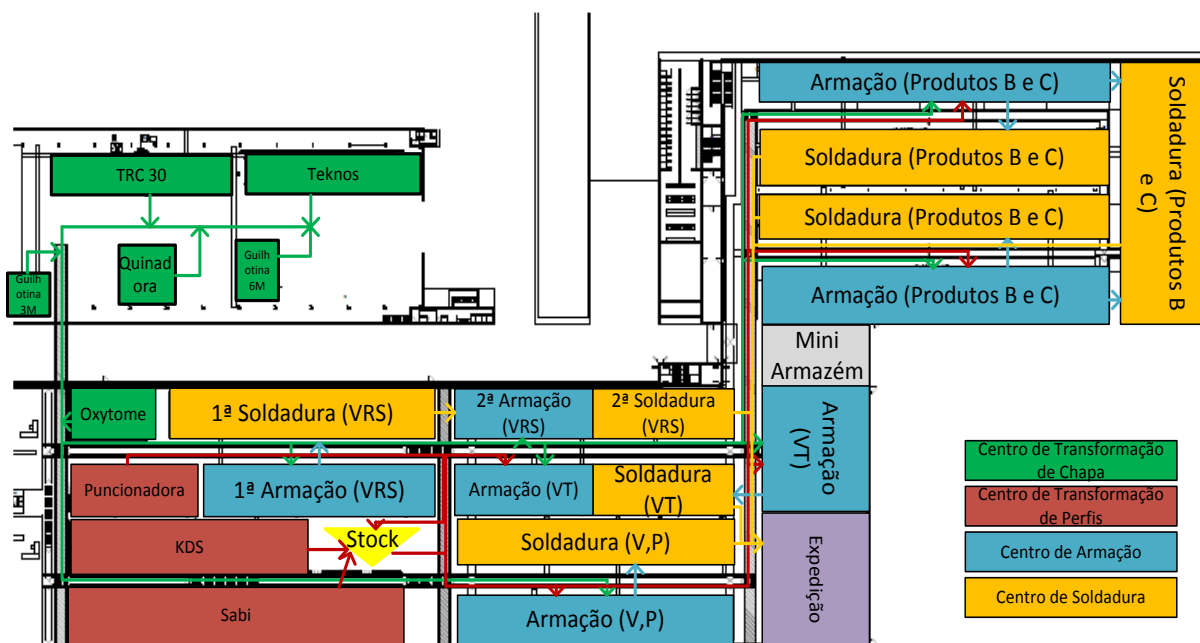 Armação (Produtos B e C)
Soldadura (Produtos B
e C)
Soldadura (Produtos B e C)
TRC 30
Teknos
Soldadura (Produtos B e C)
Quinad
ora
Guilh
otina
6M
Guilh
otina
3M
Armação (Produtos B e C)
Mini
Armazém
Oxytome
1ª Soldadura (VRS)
2ª Armação
(VRS)
2ª Soldadura
(VRS)
Armação
(VT)
Puncionadora
1ª Armação (VRS)
Armação (VT)
Soldadura
(VT)
KDS
Stock
Soldadura (V,P)
Expedição
Sabi
Armação (V,P)
Centro de Transformação
de Chapa
Centro de Transformação
de Perfis
Centro de Armação
Centro de Soldadura